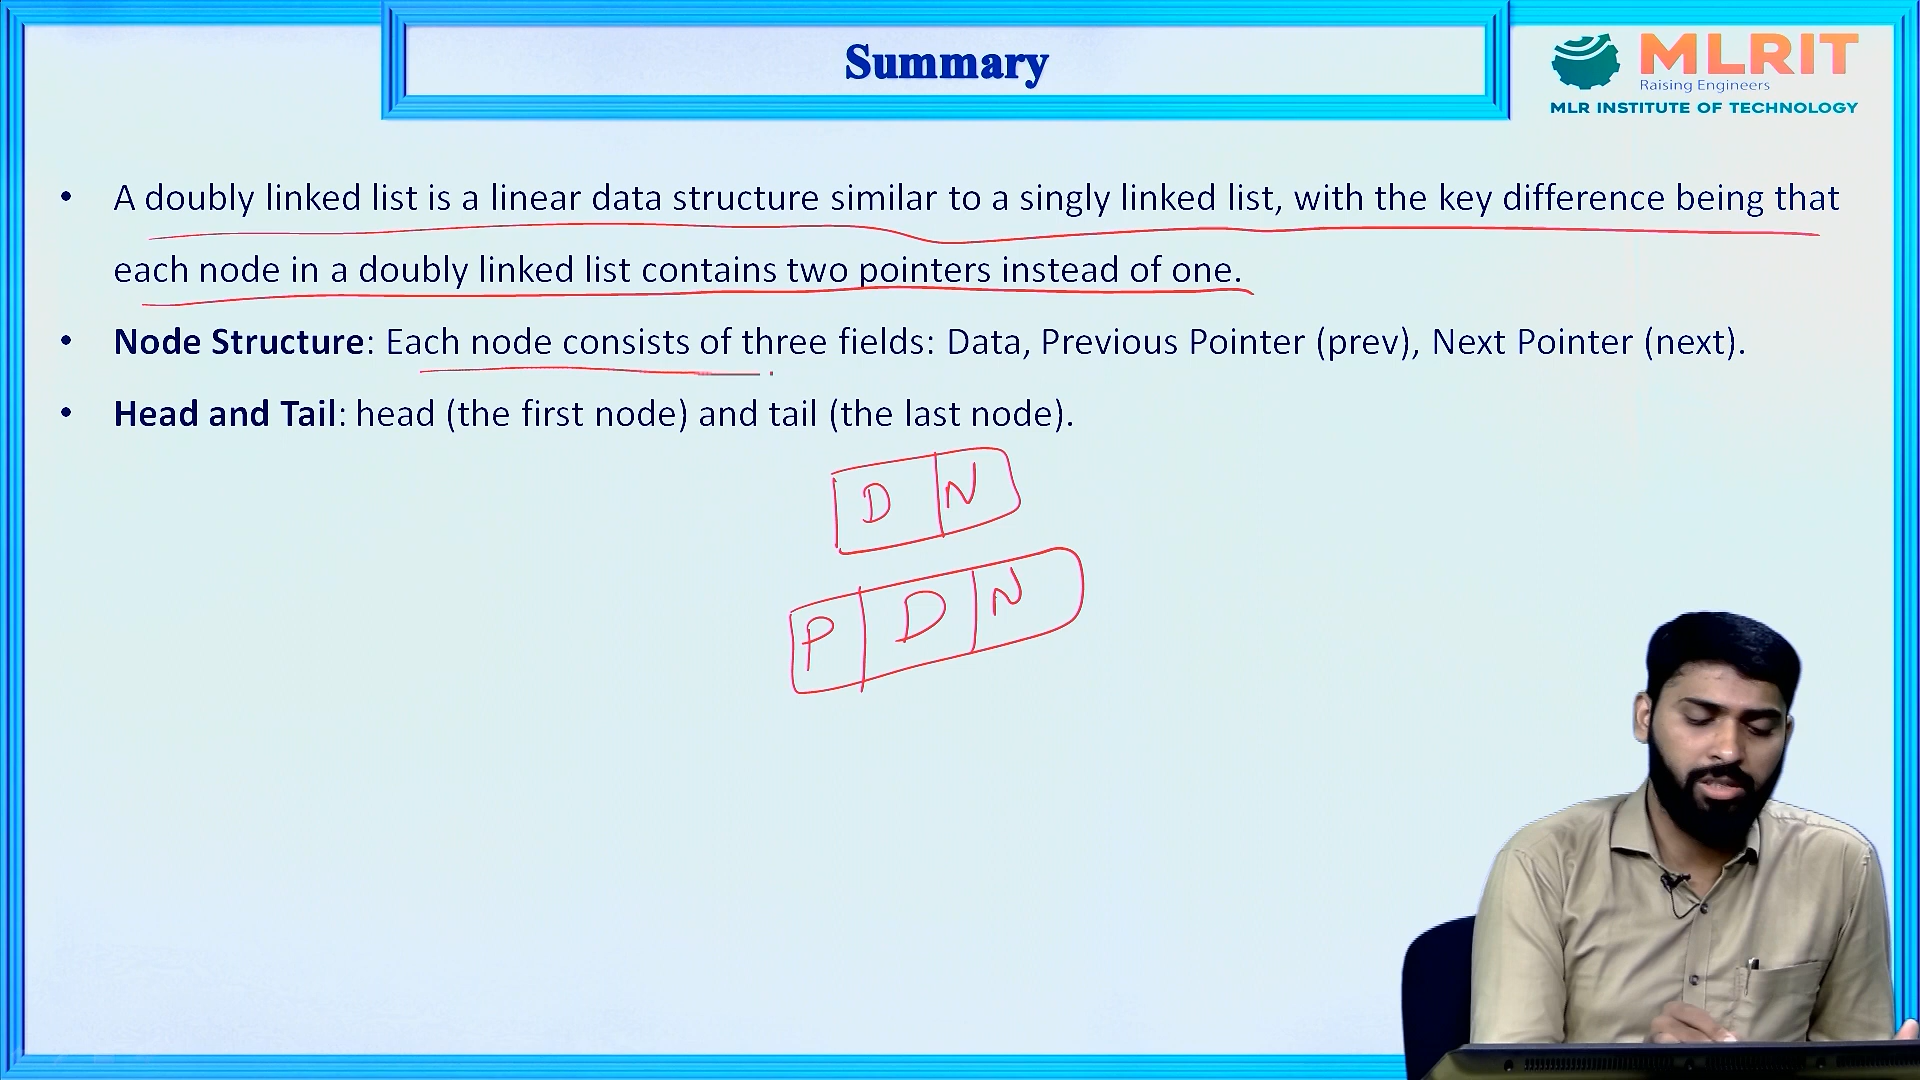 Summary
MLRIT
Raising Engineers
MLR INSTITUTE OF TECHNOLOGY
• A doubly linked list is a linear data structure similar to a singly linked list, with the key difference being that
each node in a doubly linked list contains two pointers instead of one.
• Node Structure: Each node consists of three fields: Data, Previous Pointer (prev), Next Pointer (next).
• Head and Tail: head (the first node) and tail (the last node).
D N
P D N